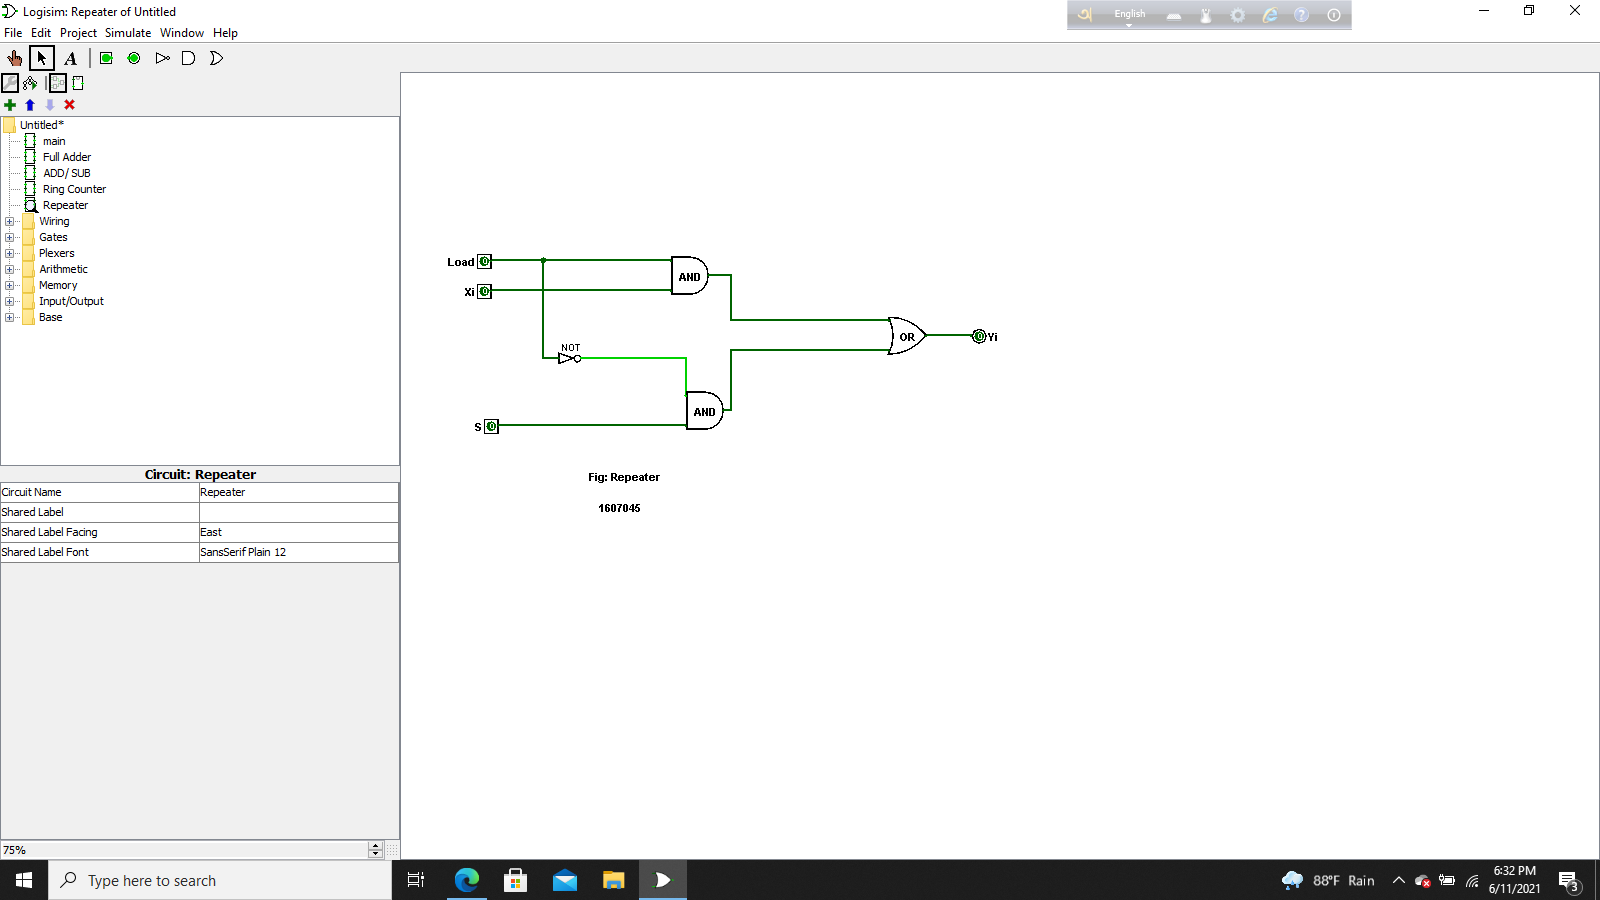 Logisim: Repeater of Untitled
অ English
File Edit Project Simulate Window Help
A
Untitled*
main
Full Adder
ADD/ SUB
Ring Counter
Repeater
Wiring
Gates
Plexers
Arithmetic
Memory
Input/Output
Base
Circuit: Repeater
Circuit Name Repeater
Shared Label
Shared Label Facing East
Shared Label Font SansSerif Plain 12
75%
Load 0
Xi 0
AND
NOT
AND
S 0
OR
0 Yi
Fig: Repeater
1607045
Type here to search
88°F Rain
6:32 PM
6/11/2021
3